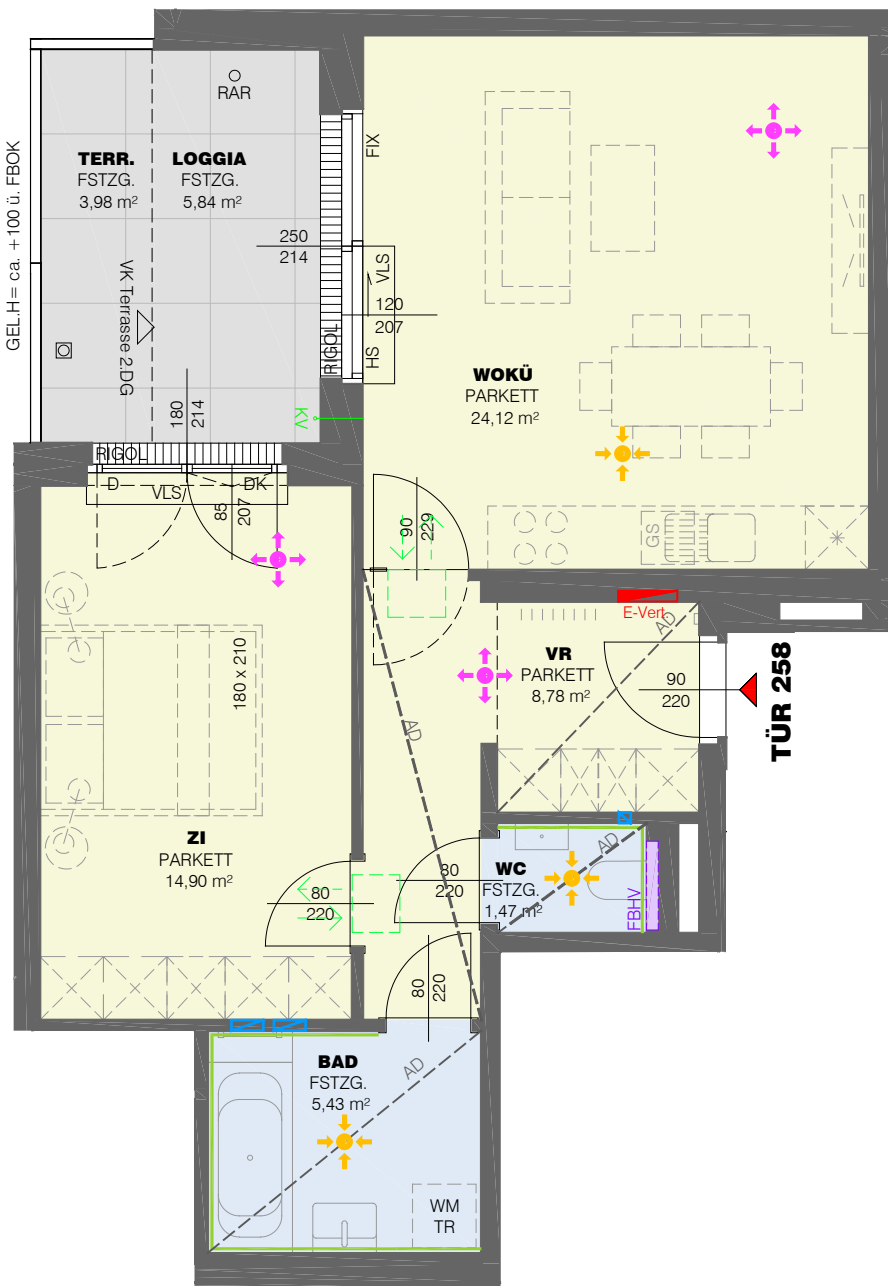 RAR
TERR.
FSTZG.
3,98 m²
LOGGIA
FSTZG.
5,84 m²
GEL.H= ca. +100 ü. FBOK
VK Terrasse 2.DG
FIX
250
214
VLS
120
207
HS
RIGOL
WOKÜ
PARKETT
24,12 m²
KV
180
214
RIGOL
D
VLS
DK
85
207
90
229
GS
E-Vert.
AD
VR
PARKETT
8,78 m²
90
220
TÜR 258
180 x 210
AD
ZI
PARKETT
14,90 m²
80
220
80
220
WC
FSTZG.
1,47 m²
AD
FBHV
80
220
BAD
FSTZG.
5,43 m²
AD
WM
TR